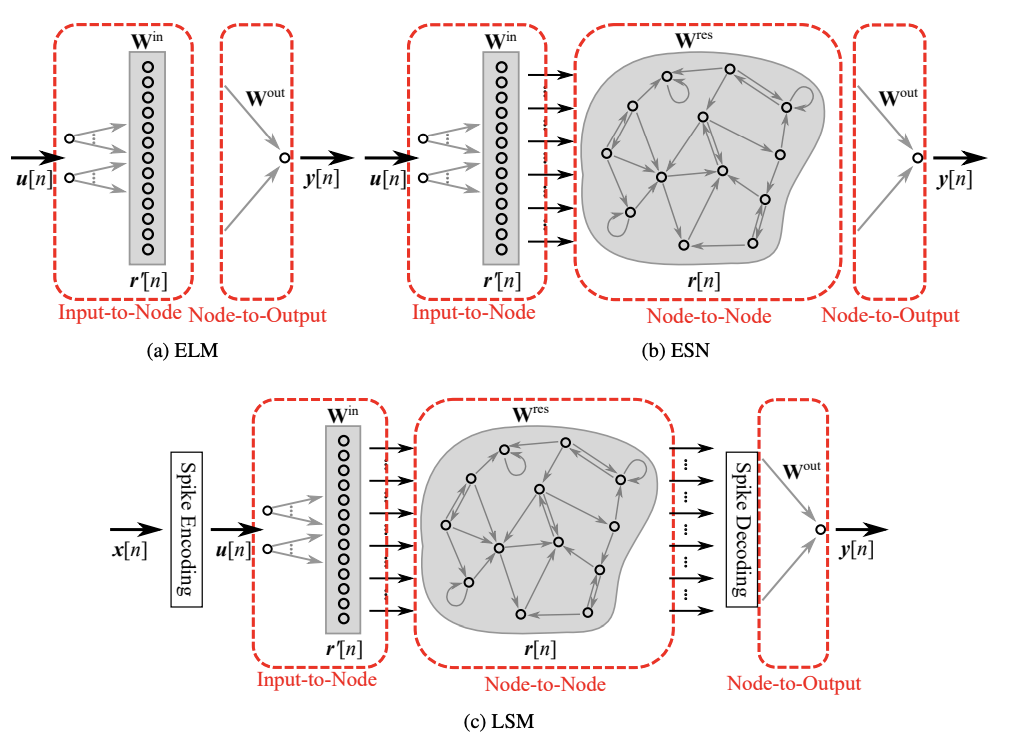 W^in
W^out
u[n]
r'[n]
y[n]
Input-to-Node
Node-to-Output
(a) ELM
W^in
W^res
W^out
u[n]
r'[n]
r[n]
y[n]
Input-to-Node
Node-to-Node
Node-to-Output
(b) ESN
x[n]
Spike Encoding
u[n]
W^in
r'[n]
W^res
r[n]
Spike Decoding
W^out
y[n]
Input-to-Node
Node-to-Node
Node-to-Output
(c) LSM